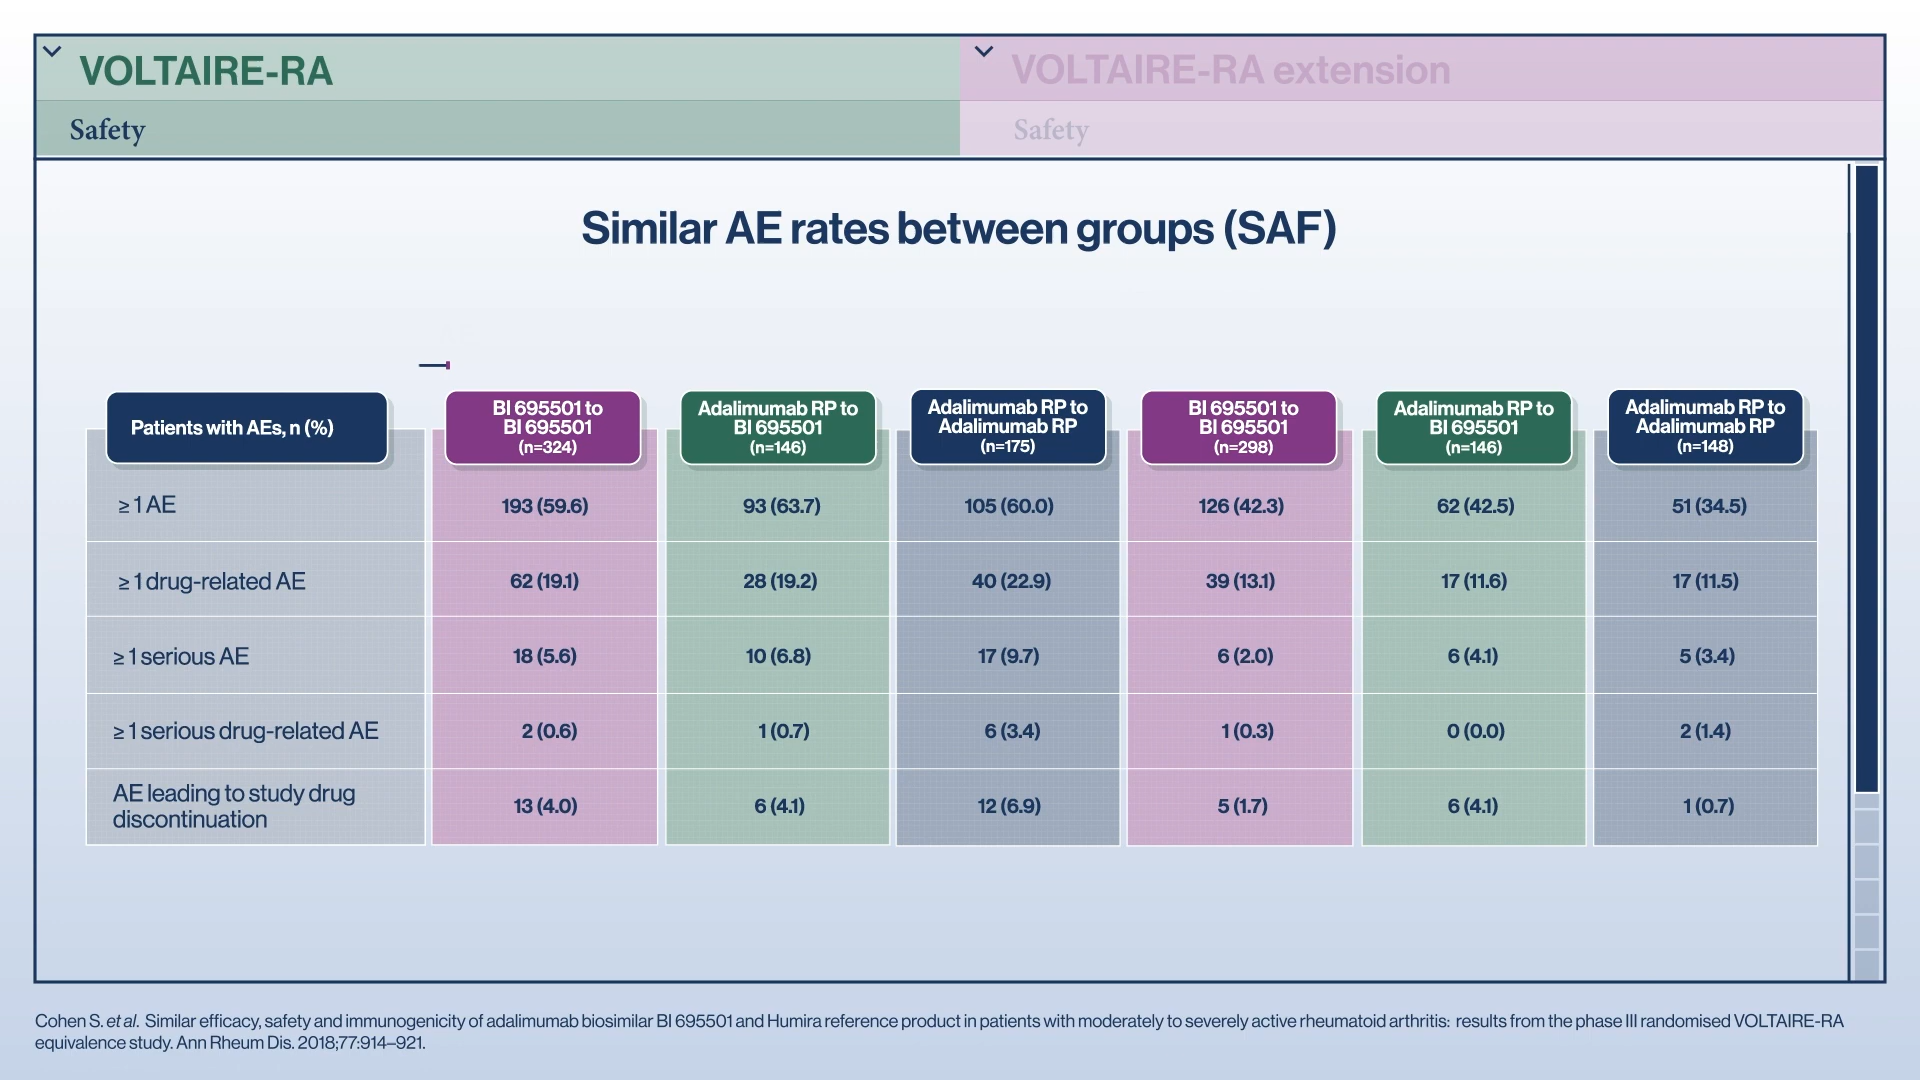 VOLTAIRE-RA
VOLTAIRE-RA extension
Safety
Safety
Similar AE rates between groups (SAF)
Patients with AEs, n (%)
BI 695501 to
BI 695501
(n=324)
Adalimumab RP to
BI 695501
(n=146)
Adalimumab RP to
Adalimumab RP
(n=175)
BI 695501 to
BI 695501
(n=298)
Adalimumab RP to
BI 695501
(n=146)
Adalimumab RP to
Adalimumab RP
(n=148)
≥ 1 AE
193 (59.6)
93 (63.7)
105 (60.0)
126 (42.3)
62 (42.5)
51 (34.5)
≥ 1 drug-related AE
62 (19.1)
28 (19.2)
40 (22.9)
39 (13.1)
17 (11.6)
17 (11.5)
≥ 1 serious AE
18 (5.6)
10 (6.8)
17 (9.7)
6 (2.0)
6 (4.1)
5 (3.4)
≥ 1 serious drug-related AE
2 (0.6)
1 (0.7)
6 (3.4)
1 (0.3)
0 (0.0)
2 (1.4)
AE leading to study drug
discontinuation
13 (4.0)
6 (4.1)
12 (6.9)
5 (1.7)
6 (4.1)
1 (0.7)
Cohen S. et al. Similar efficacy, safety and immunogenicity of adalimumab biosimilar BI 695501 and Humira reference product in patients with moderately to severely active rheumatoid arthritis: results from the phase III randomised VOLTAIRE-RA
equivalence study. Ann Rheum Dis. 2018;77:914–921.